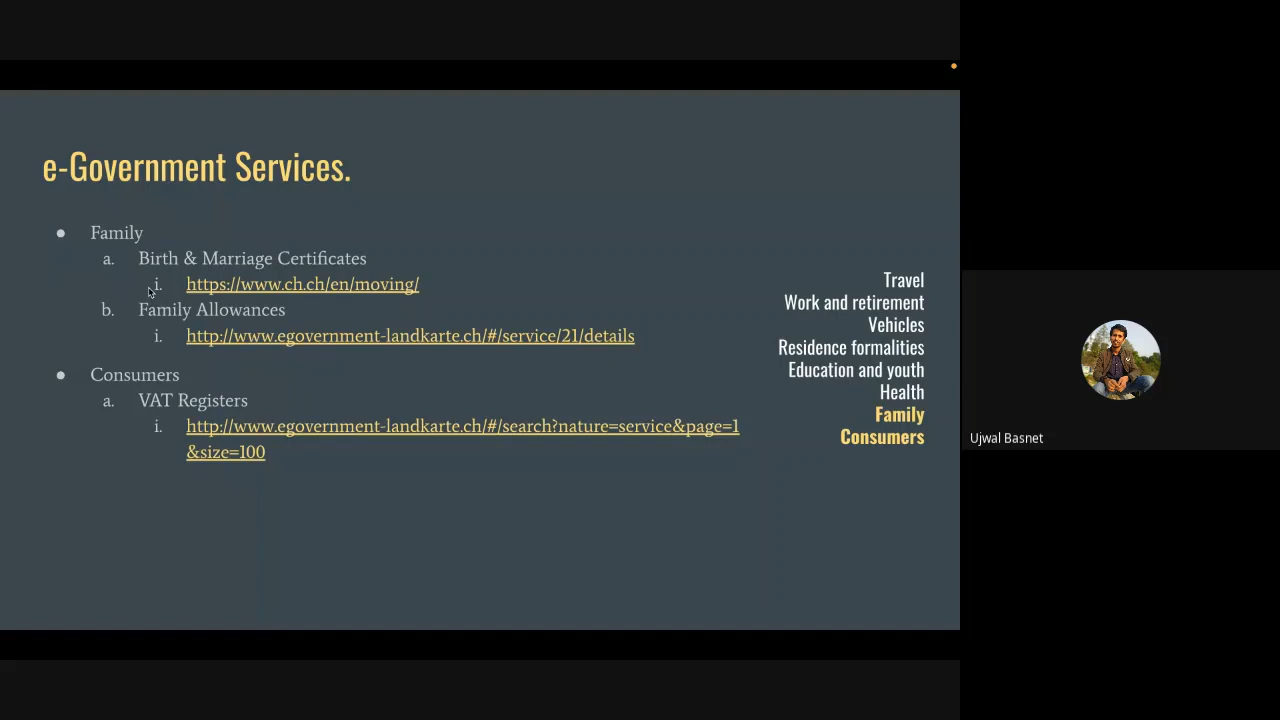 e-Government Services.
● Family
a. Birth & Marriage Certificates
i. https://www.ch.ch/en/moving/
b. Family Allowances
i. http://www.egovernment-landkarte.ch/#/service/21/details
● Consumers
a. VAT Registers
i. http://www.egovernment-landkarte.ch/#/search?nature=service&page=1
&size=100
Travel
Work and retirement
Vehicles
Residence formalities
Education and youth
Health
Family
Consumers
Ujwal Basnet